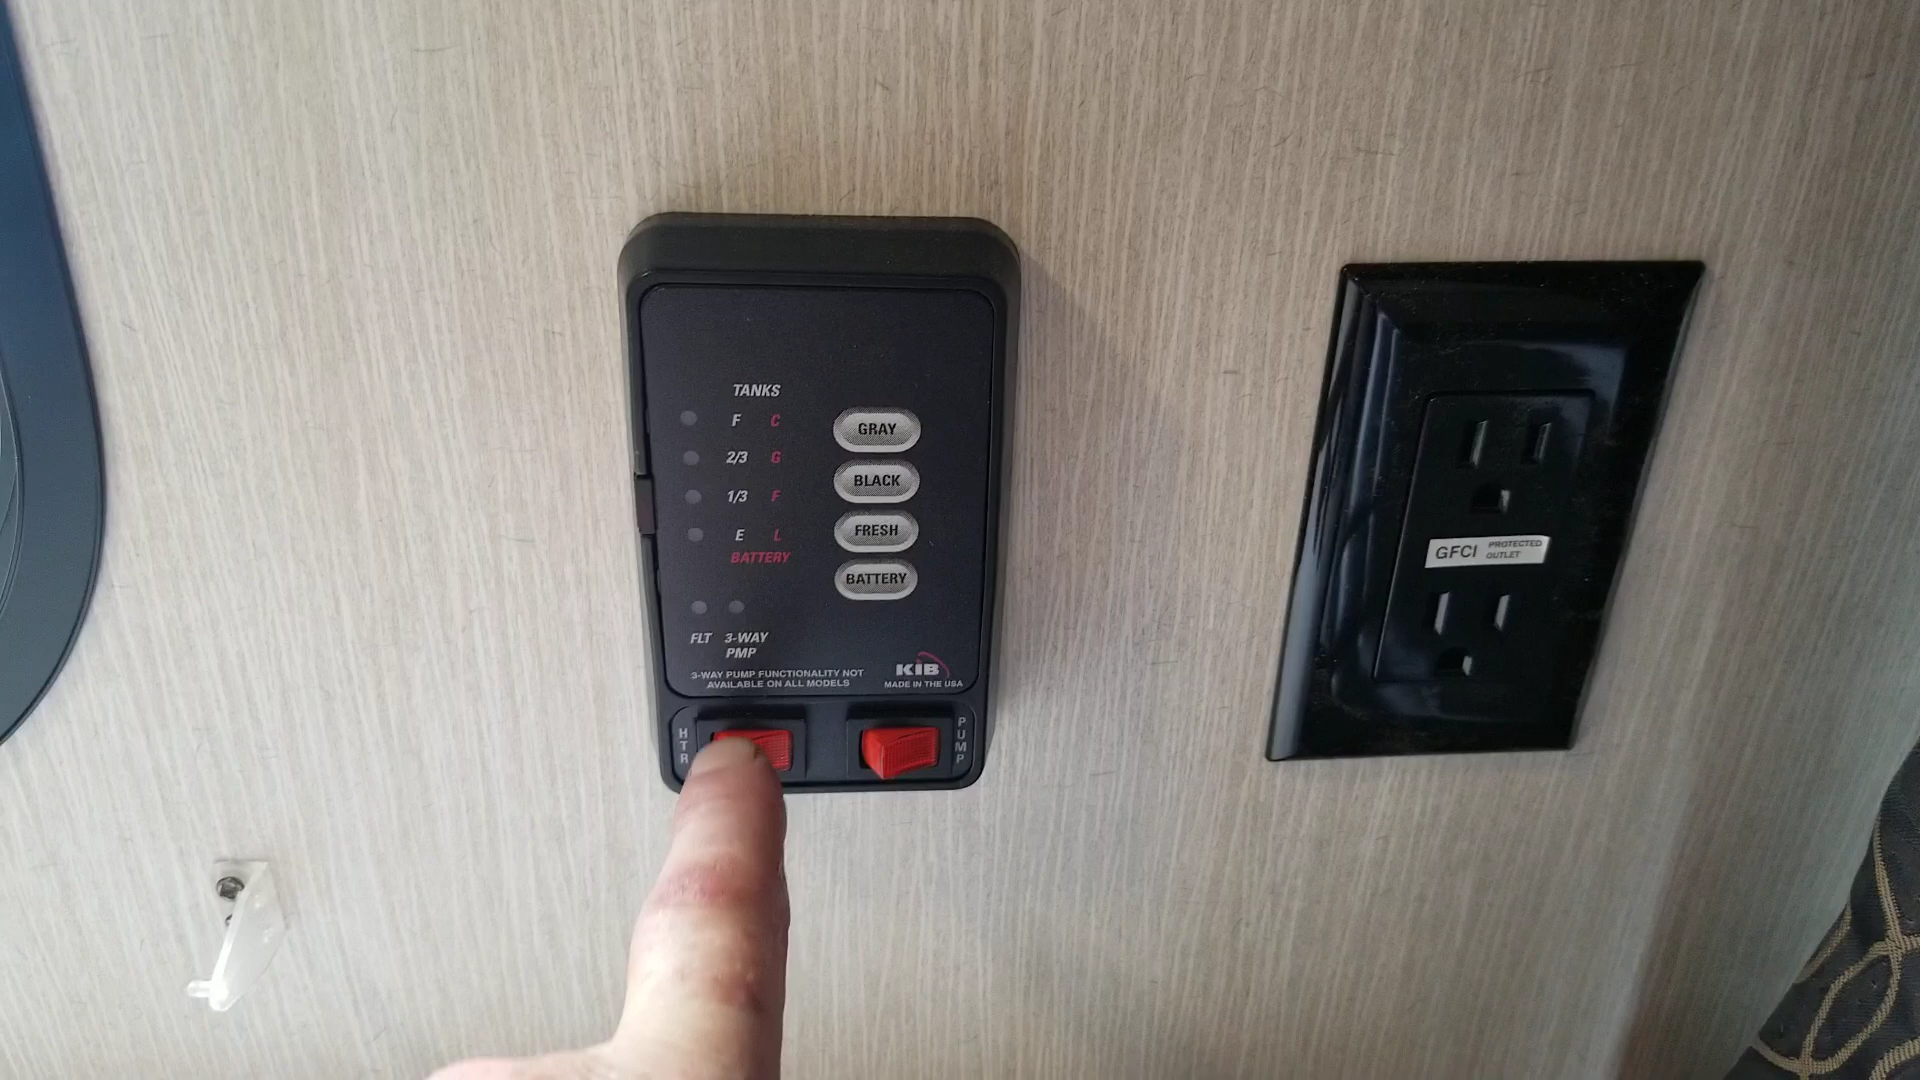 TANKS
F C
2/3 G
1/3 F
E L
BATTERY
GRAY
BLACK
FRESH
BATTERY
FLT 3-WAY
PMP
3-WAY PUMP FUNCTIONALITY NOT
AVAILABLE ON ALL MODELS
KIB
MADE IN THE USA
HTR
PUMP
GFCI PROTECTED
OUTLET